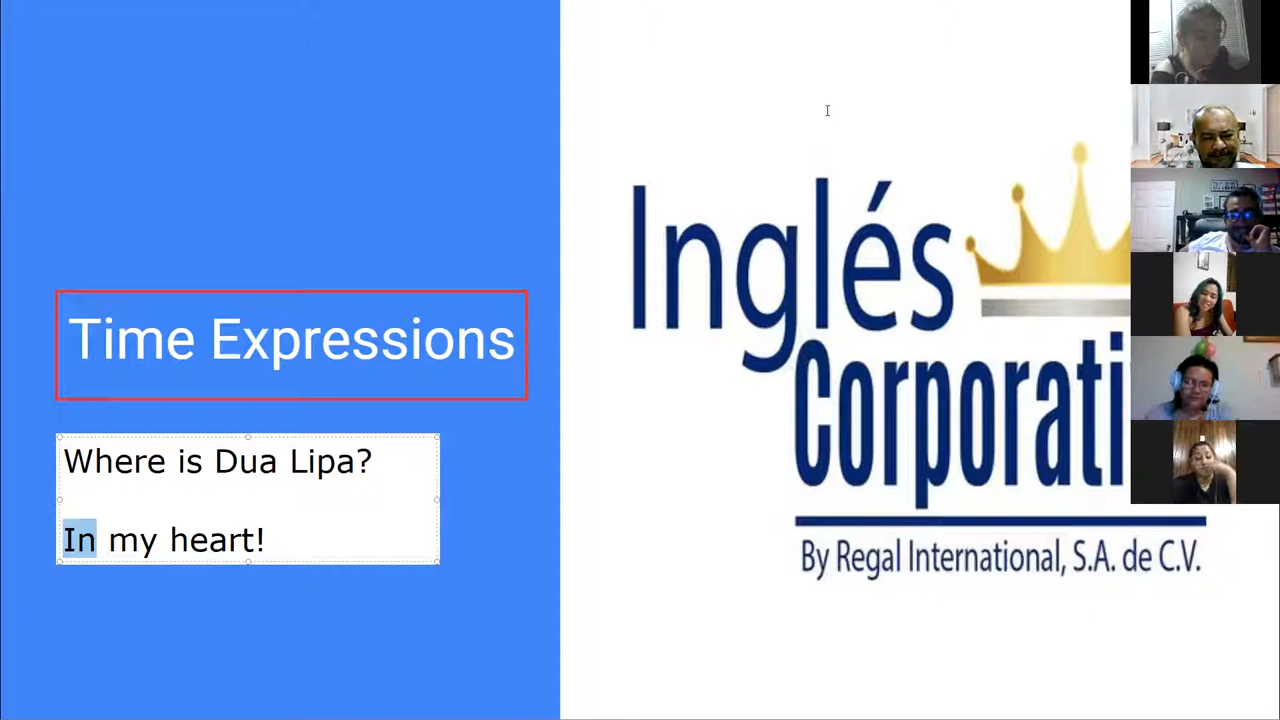 Time Expressions
Where is Dua Lipa?
In my heart!
Inglés
Corporati
By Regal International, S.A. de C.V.